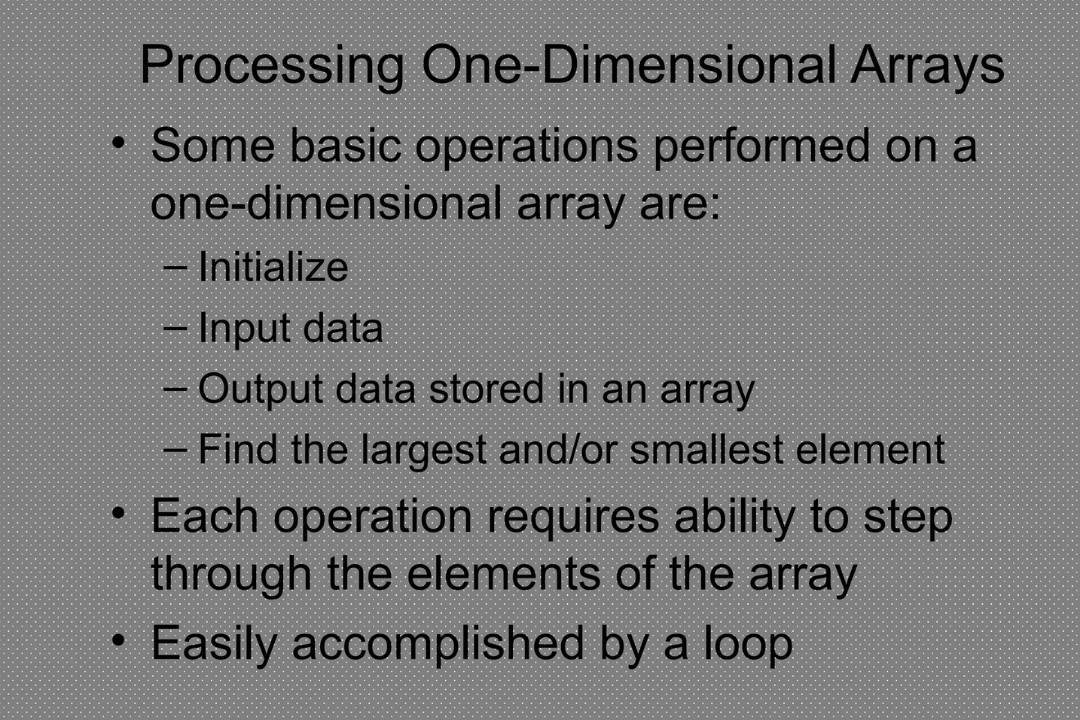 Processing One-Dimensional Arrays
• Some basic operations performed on a
one-dimensional array are:
– Initialize
– Input data
– Output data stored in an array
– Find the largest and/or smallest element
• Each operation requires ability to step
through the elements of the array
• Easily accomplished by a loop